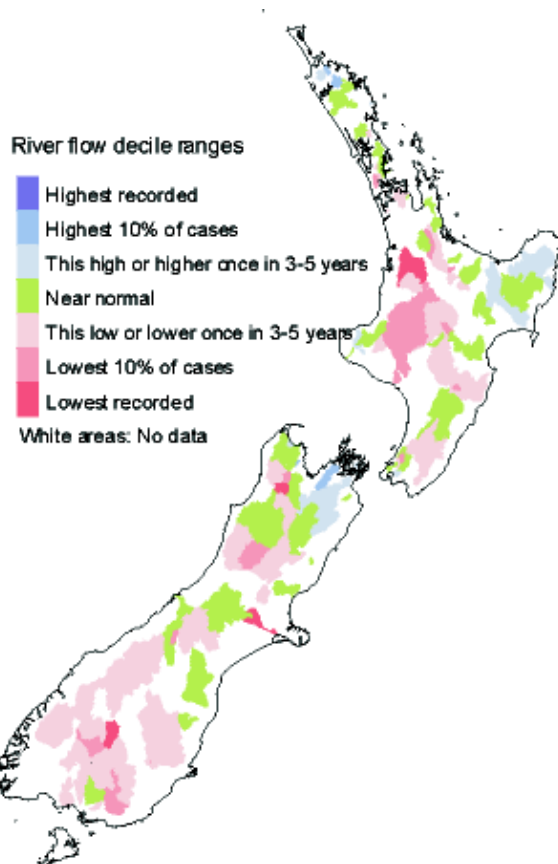 River flow decile ranges
Highest recorded
Highest 10% of cases
This high or higher once in 3-5 years
Near normal
This low or lower once in 3-5 years
Lowest 10% of cases
Lowest recorded
White areas: No data